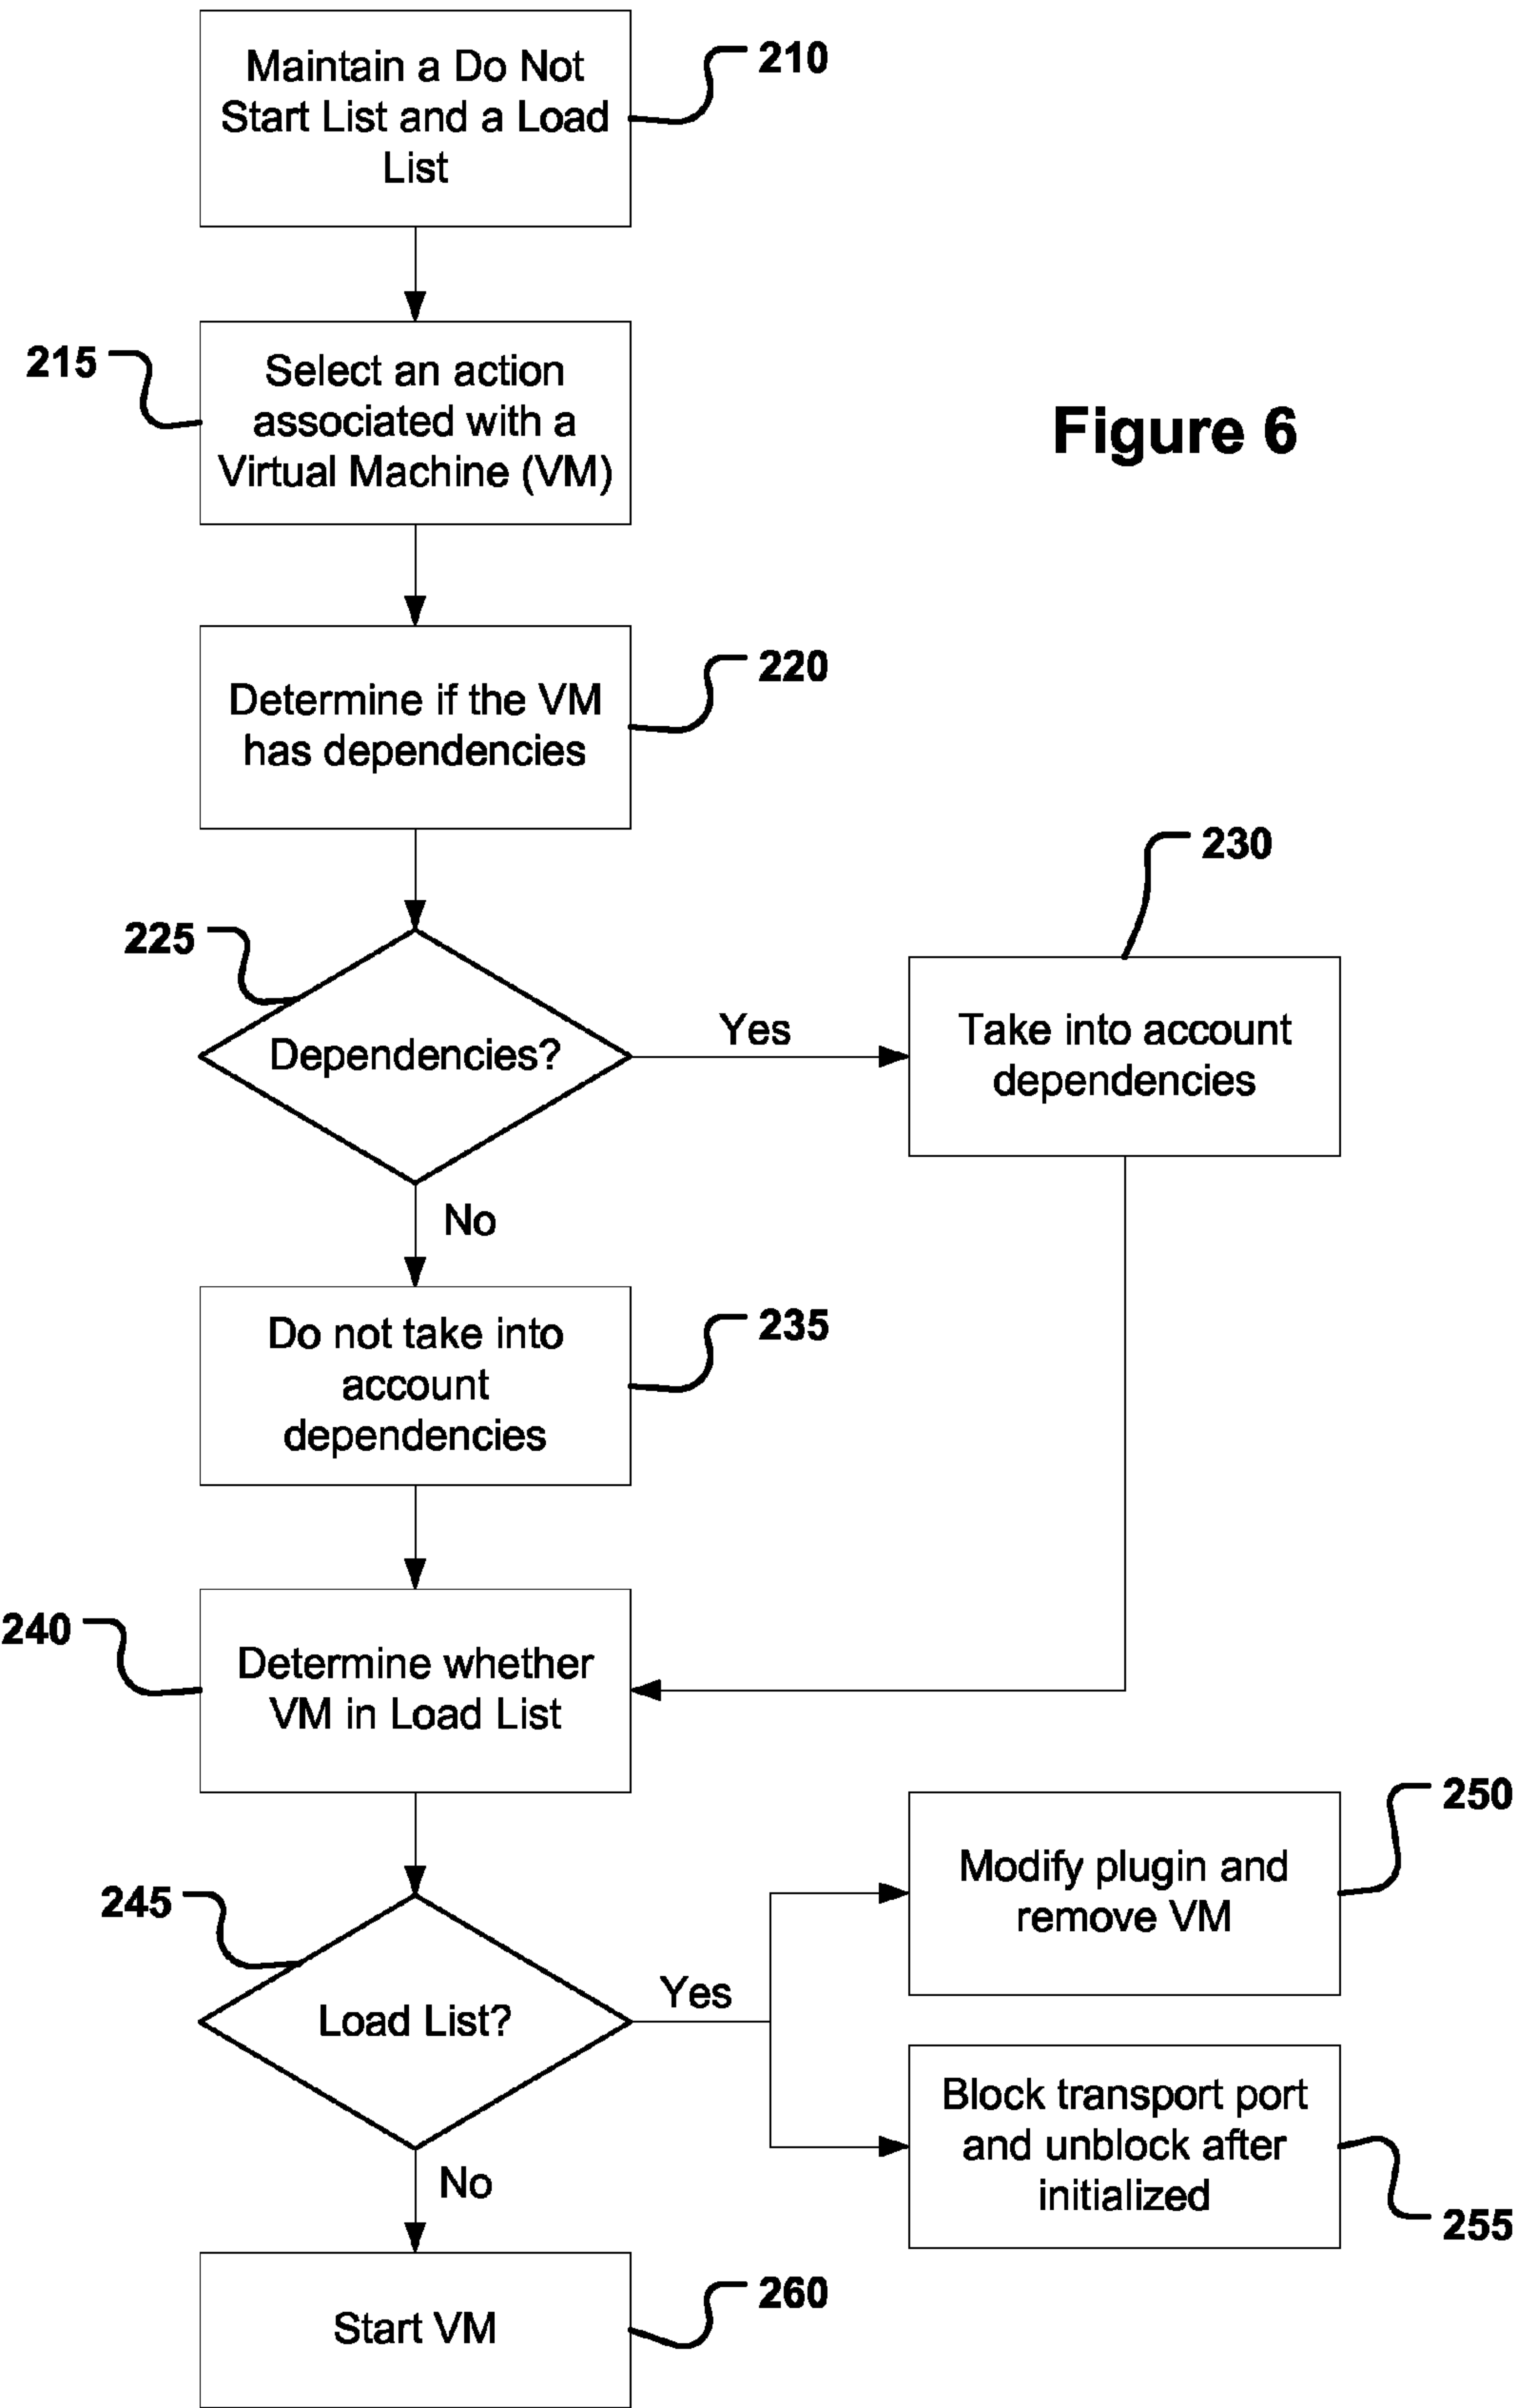 Maintain a Do Not
Start List and a Load
List
210
215
Select an action
associated with a
Virtual Machine (VM)
Figure 6
Determine if the VM
has dependencies
220
225
Dependencies?
Yes
230
Take into account
dependencies
No
Do not take into
account
dependencies
235
240
Determine whether
VM in Load List
245
Load List?
Yes
250
Modify plugin and
remove VM
Block transport port
and unblock after
initialized
255
No
Start VM
260